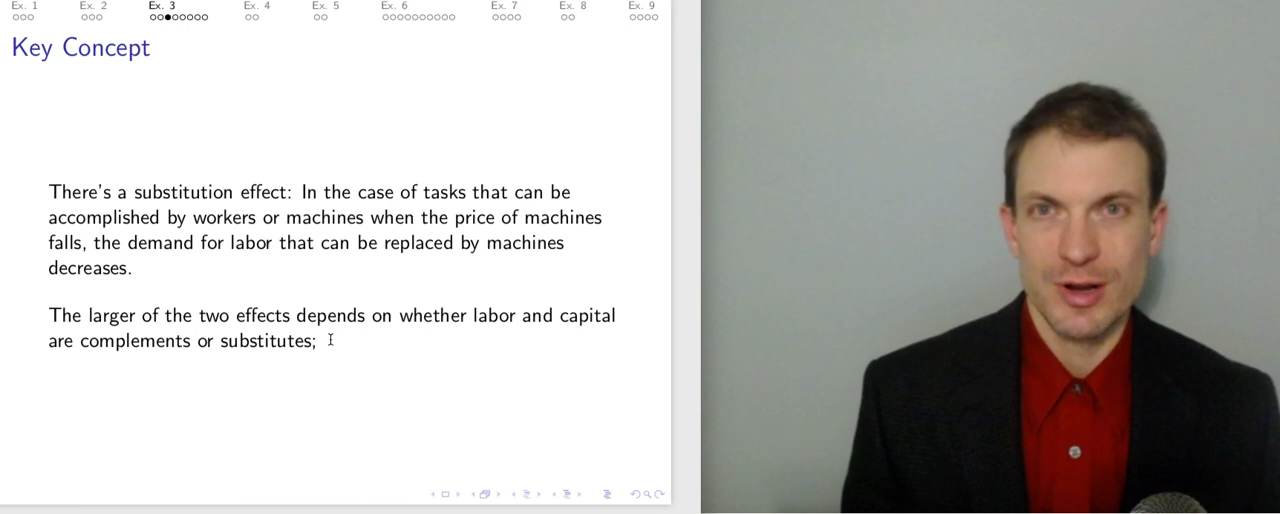 Ex. 1 Ex. 2 Ex. 3 Ex. 4 Ex. 5 Ex. 6 Ex. 7 Ex. 8 Ex. 9
Key Concept
There's a substitution effect: In the case of tasks that can be
accomplished by workers or machines when the price of machines
falls, the demand for labor that can be replaced by machines
decreases.
The larger of the two effects depends on whether labor and capital
are complements or substitutes;